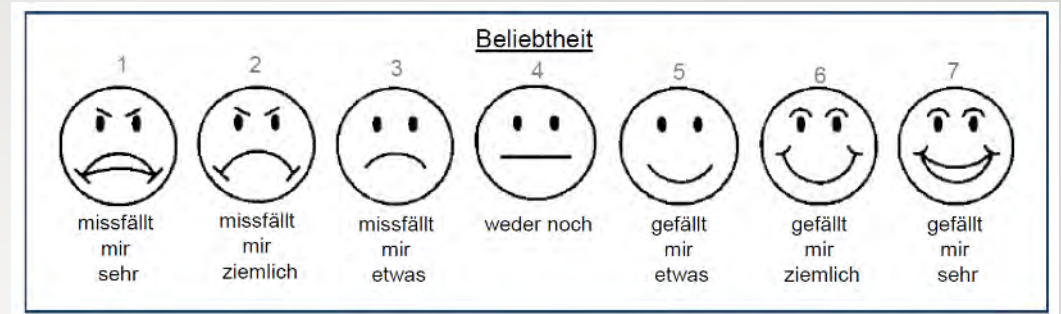 Beliebtheit
1 2 3 4 5 6 7
missfällt mir sehr
missfällt mir ziemlich
missfällt mir etwas
weder noch
gefällt mir etwas
gefällt mir ziemlich
gefällt mir sehr